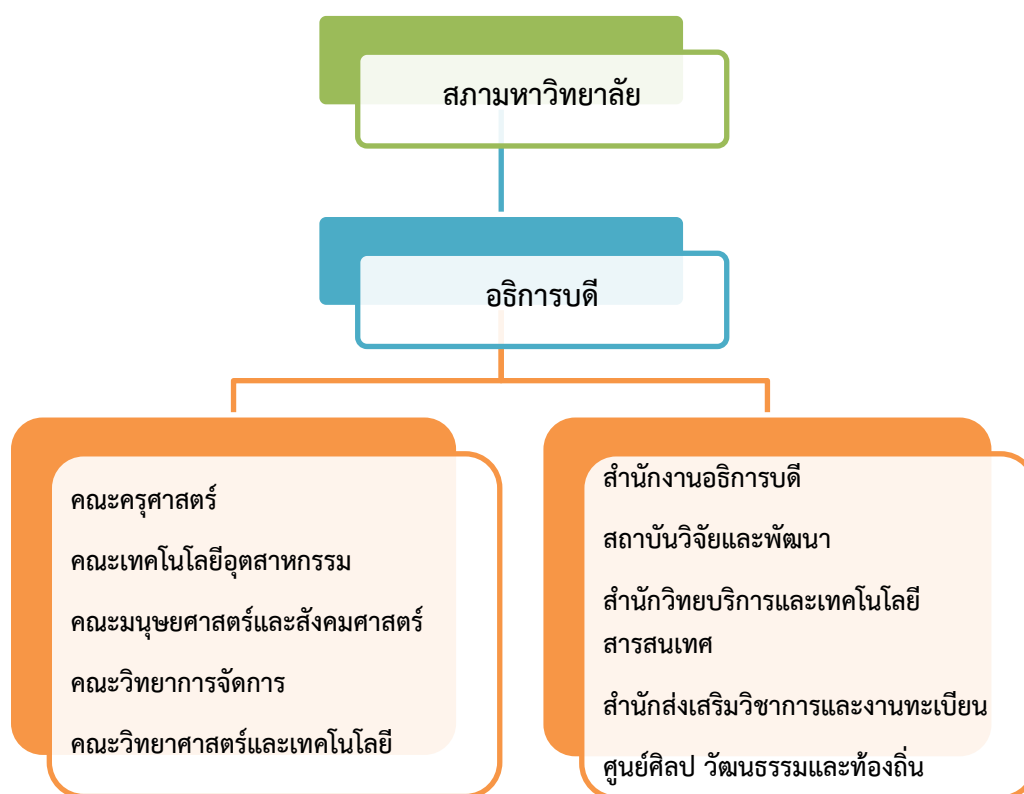 สภามหาวิทยาลัย
อธิการบดี
คณะครุศาสตร์
คณะเทคโนโลยีอุตสาหกรรม
คณะมนุษยศาสตร์และสังคมศาสตร์
คณะวิทยาการจัดการ
คณะวิทยาศาสตร์และเทคโนโลยี
สำนักงานอธิการบดี
สถาบันวิจัยและพัฒนา
สำนักวิทยบริการและเทคโนโลยี
สารสนเทศ
สำนักส่งเสริมวิชาการและงานทะเบียน
ศูนย์ศิลป วัฒนธรรมและท้องถิ่น